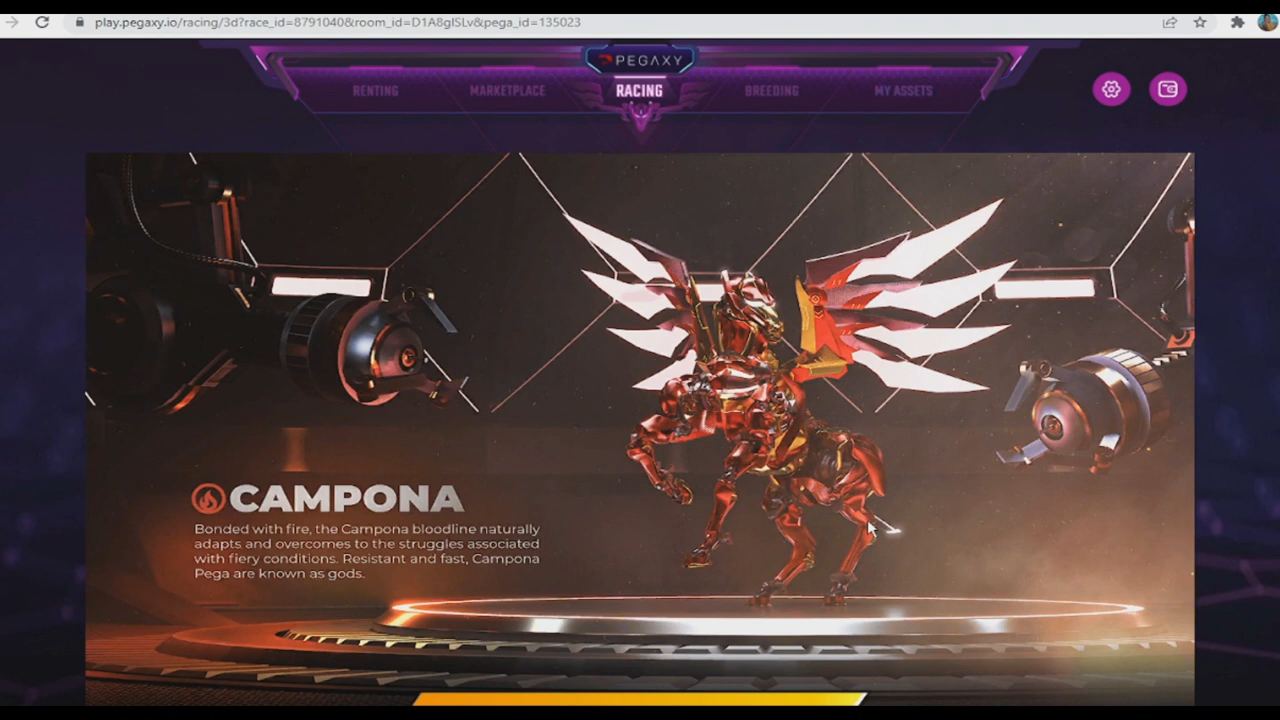 play.pegaxy.io/racing/3d?race_id=8791040&room_id=D1A8glSLv&pega_id=135023
PEGAXY
RENTING MARKETPLACE RACING BREEDING MY ASSETS
CAMPONA
Bonded with fire, the Campona bloodline naturally
adapts and overcomes to the struggles associated
with fiery conditions. Resistant and fast, Campona
Pega are known as gods.